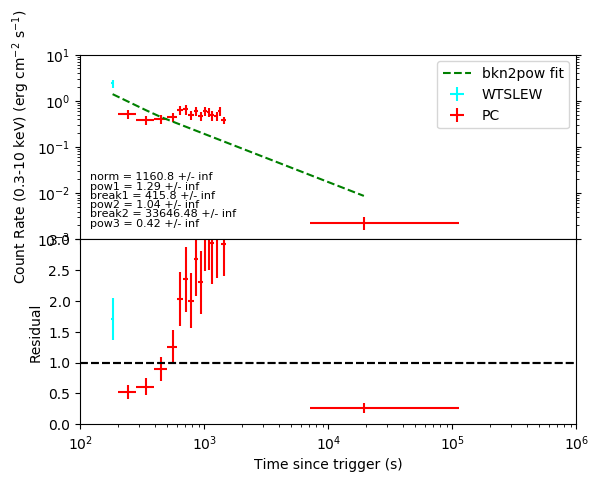 Count Rate (0.3-10 keV) (erg cm⁻² s⁻¹)
10¹
10⁰
10⁻¹
10⁻²
10⁻³
bkn2pow fit
WTSLEW
PC
norm = 1160.8 +/- inf
pow1 = 1.29 +/- inf
break1 = 415.8 +/- inf
pow2 = 1.04 +/- inf
break2 = 33646.48 +/- inf
pow3 = 0.42 +/- inf
Residual
3.0
2.5
2.0
1.5
1.0
0.5
0.0
10² 10³ 10⁴ 10⁵ 10⁶
Time since trigger (s)